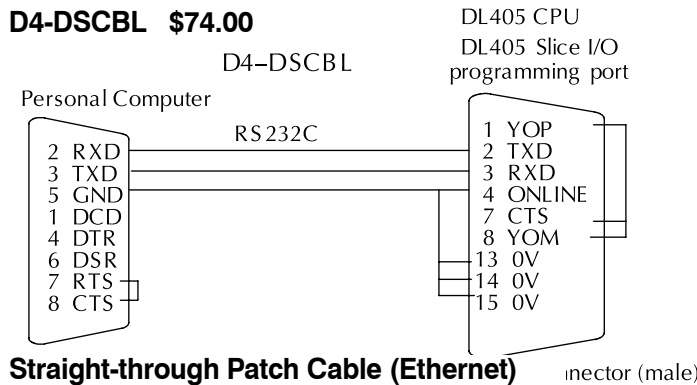 D4-DSCBL $74.00
DL405 CPU
DL405 Slice I/O
programming port
D4–DSCBL
Personal Computer
RS232C
2 RXD
3 TXD
5 GND
1 DCD
4 DTR
6 DSR
7 RTS
8 CTS
1 YOP
2 TXD
3 RXD
4 ONLINE
7 CTS
8 YOM
13 0V
14 0V
15 0V
Straight-through Patch Cable (Ethernet)
(male)